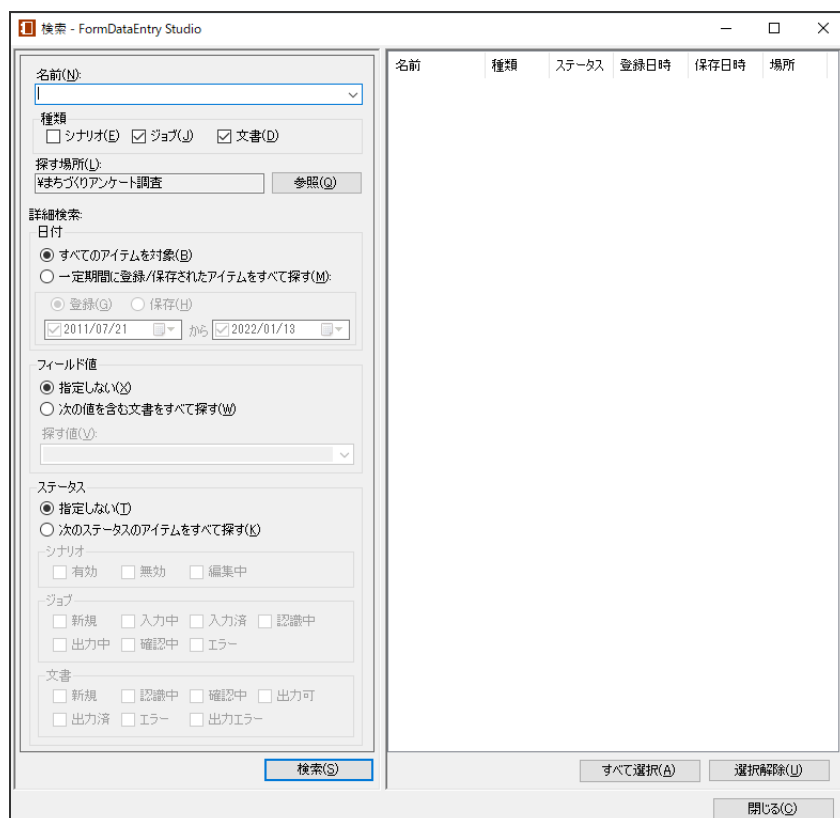 検索 - FormDataEntry Studio
名前(N):
種類
シナリオ(E) ジョブ(J) 文書(D)
探す場所(L):
¥まちづくりアンケート調査 参照(Q)
詳細検索:
日付
すべてのアイテムを対象(B)
一定期間に登録/保存されたアイテムをすべて探す(M):
登録(G) 保存(H)
2011/07/21 から 2022/01/13
フィールド値
指定しない(X)
次の値を含む文書をすべて探す(W)
探す値(V):
ステータス
指定しない(T)
次のステータスのアイテムをすべて探す(K)
シナリオ
有効 無効 編集中
ジョブ
新規 入力中 入力済 認識中
出力中 確認中 エラー
文書
新規 認識中 確認中 出力可
出力済 エラー 出力エラー
検索(S)
名前 種類 ステータス 登録日時 保存日時 場所
すべて選択(A) 選択解除(U)
閉じる(C)